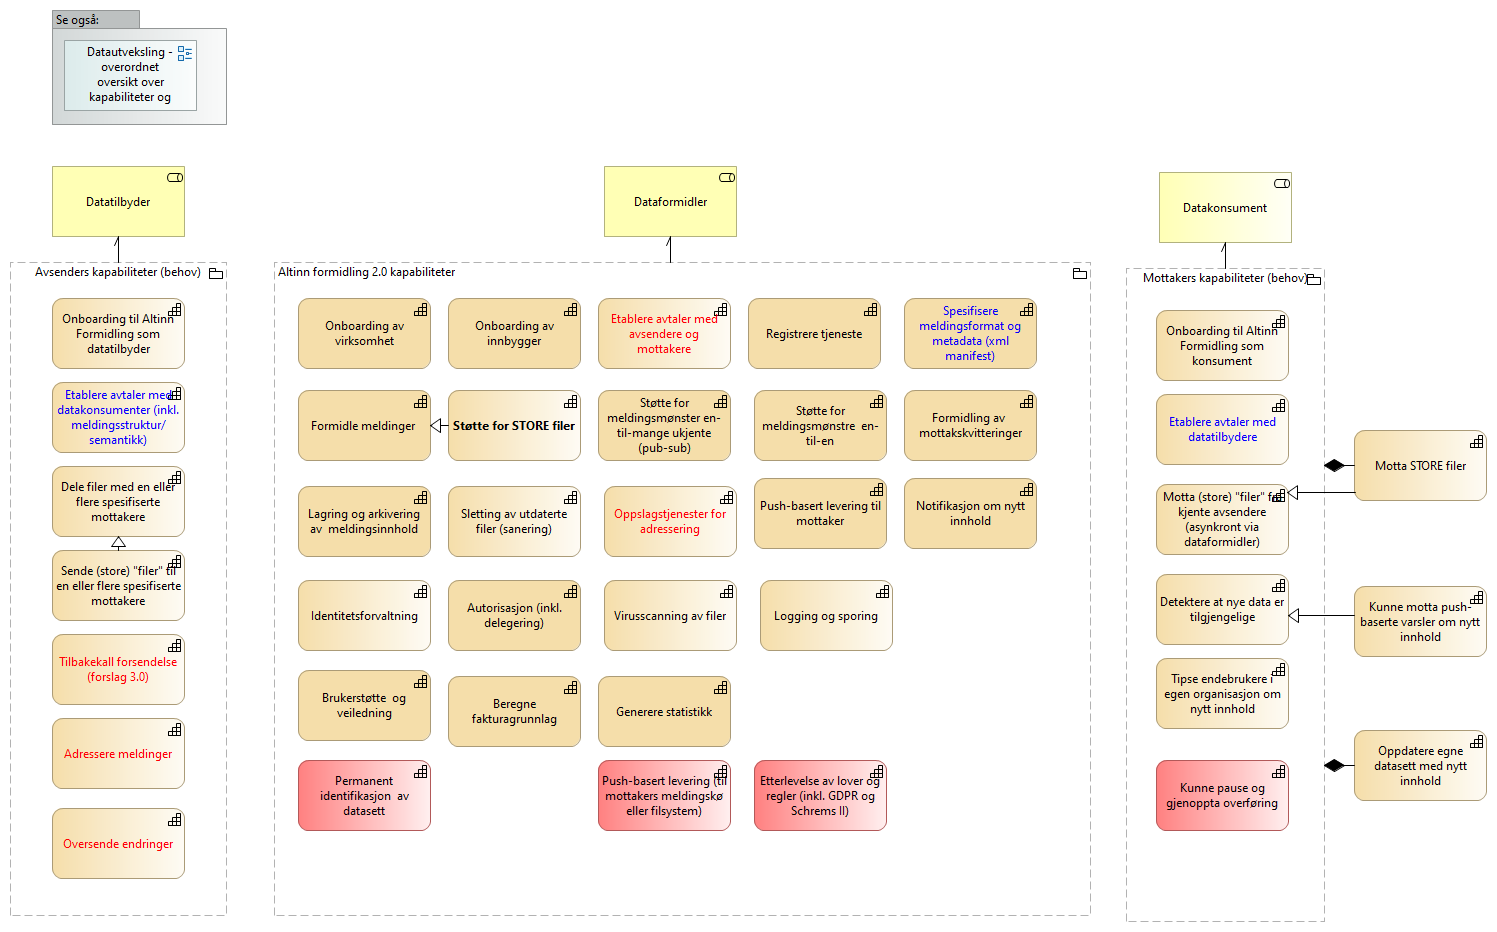 Se også:
Datautveksling -
overordnet
oversikt over
kapabiliteter og
Datatilbyder
Dataformidler
Datakonsument
Avsenders kapabiliteter (behov)
Onboarding til Altinn
Formidling som
datatilbyder
Etablere avtaler med
datakonsumenter (inkl.
meldingsstruktur/
semantikk)
Dele filer med en eller
flere spesifiserte
mottakere
Sende (store) "filer" til
en eller flere spesifiserte
mottakere
Tilbakekall forsendelse
(forslag 3.0)
Adressere meldinger
Oversende endringer
Altinn formidling 2.0 kapabiliteter
Onboarding av
virksomhet
Onboarding av
innbygger
Etablere avtaler med
avsendere og
mottakere
Registrere tjeneste
Spesifisere
meldingsformat og
metadata (xml
manifest)
Formidle meldinger
Støtte for STORE filer
Støtte for
meldingsmønster en-
til-mange ukjente
(pub-sub)
Støtte for
meldingsmønstre  en-
til-en
Formidling av
mottakskvitteringer
Lagring og arkivering
av  meldingsinnhold
Sletting av utdaterte
filer (sanering)
Oppslagstjenester for
adressering
Push-basert levering til
mottaker
Notifikasjon om nytt
innhold
Identitetsforvaltning
Autorisasjon (inkl.
delegering)
Virusscanning av filer
Logging og sporing
Brukerstøtte  og
veiledning
Beregne
fakturagrunnlag
Generere statistikk
Permanent
identifikasjon  av
datasett
Push-basert levering (til
mottakers meldingskø
eller filsystem)
Etterlevelse av lover og
regler (inkl. GDPR og
Schrems II)
Mottakers kapabiliteter (behov)
Onboarding til Altinn
Formidling som
konsument
Etablere avtaler med
datatilbydere
Motta (store) "filer" fra
kjente avsendere
(asynkront via
dataformidler)
Detektere at nye data er
tilgjengelige
Tipse endebrukere i
egen organisasjon om
nytt innhold
Kunne pause og
gjenoppta overføring
Motta STORE filer
Kunne motta push-
baserte varsler om nytt
innhold
Oppdatere egne
datasett med nytt
innhold